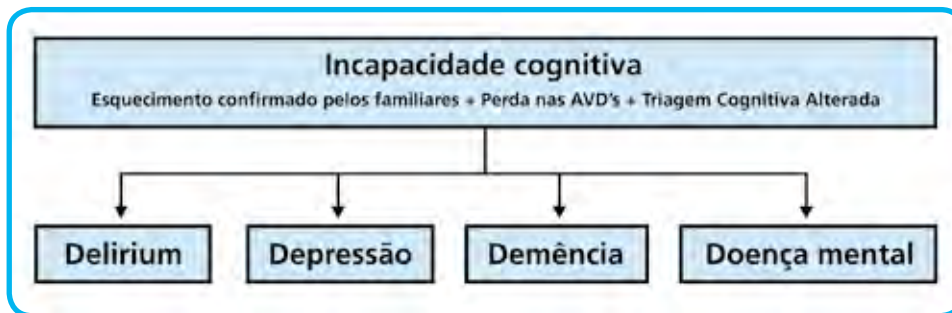 Incapacidade cognitiva
Esquecimento confirmado pelos familiares + Perda nas AVD's + Triagem Cognitiva Alterada
Delirium
Depressão
Demência
Doença mental